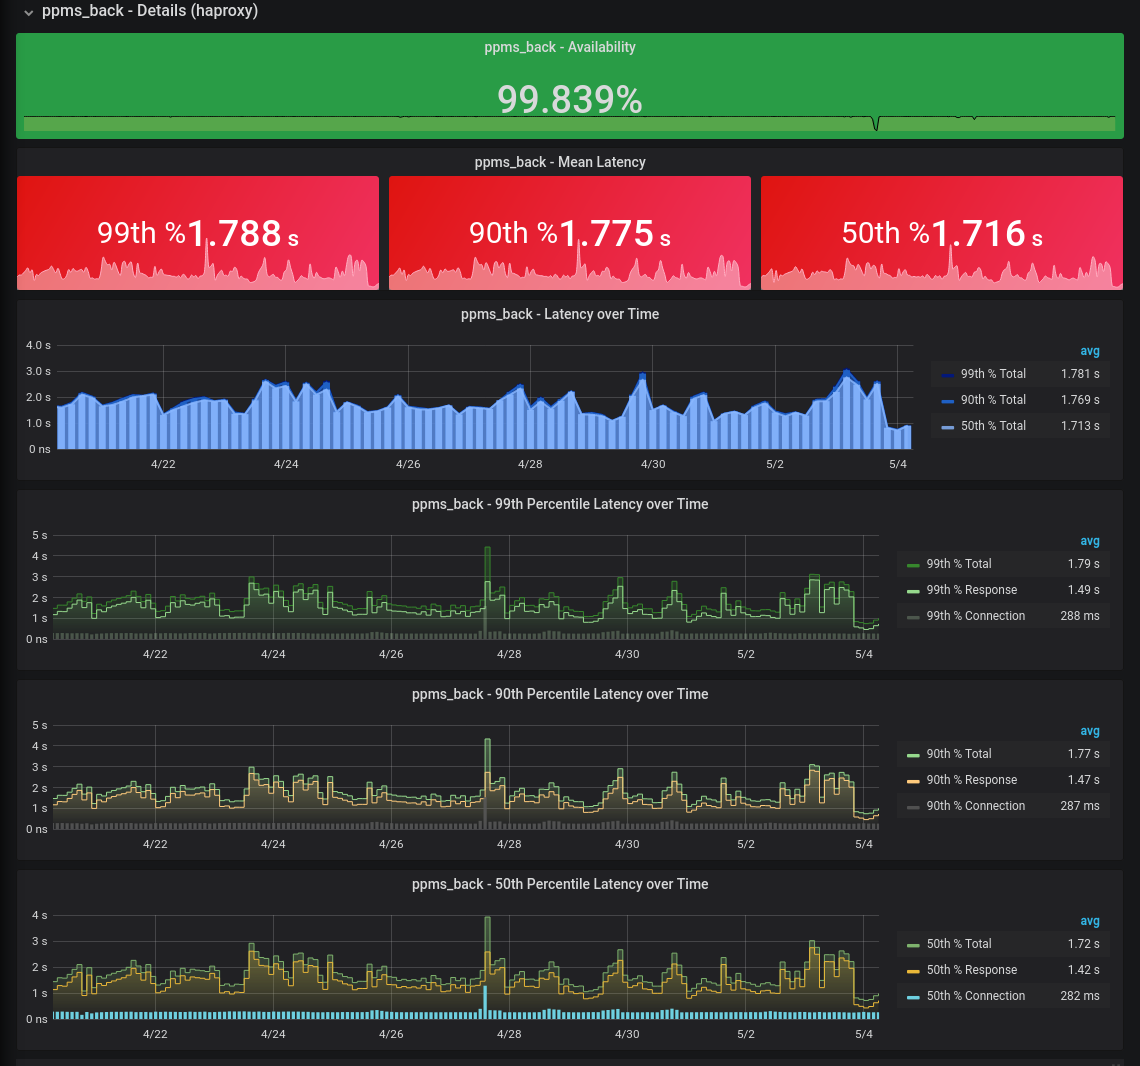 ppms_back - Details (haproxy)
ppms_back - Availability
99.839%
ppms_back - Mean Latency
99th %1.788 s 90th %1.775 s 50th %1.716 s
ppms_back - Latency over Time
4.0 s
3.0 s
2.0 s
1.0 s
0 ns
4/22 4/24 4/26 4/28 4/30 5/2 5/4
avg
99th % Total 1.781 s
90th % Total 1.769 s
50th % Total 1.713 s
ppms_back - 99th Percentile Latency over Time
5 s
4 s
3 s
2 s
1 s
0 ns
4/22 4/24 4/26 4/28 4/30 5/2 5/4
avg
99th % Total 1.79 s
99th % Response 1.49 s
99th % Connection 288 ms
ppms_back - 90th Percentile Latency over Time
5 s
4 s
3 s
2 s
1 s
0 ns
4/22 4/24 4/26 4/28 4/30 5/2 5/4
avg
90th % Total 1.77 s
90th % Response 1.47 s
90th % Connection 287 ms
ppms_back - 50th Percentile Latency over Time
4 s
3 s
2 s
1 s
0 ns
4/22 4/24 4/26 4/28 4/30 5/2 5/4
avg
50th % Total 1.72 s
50th % Response 1.42 s
50th % Connection 282 ms